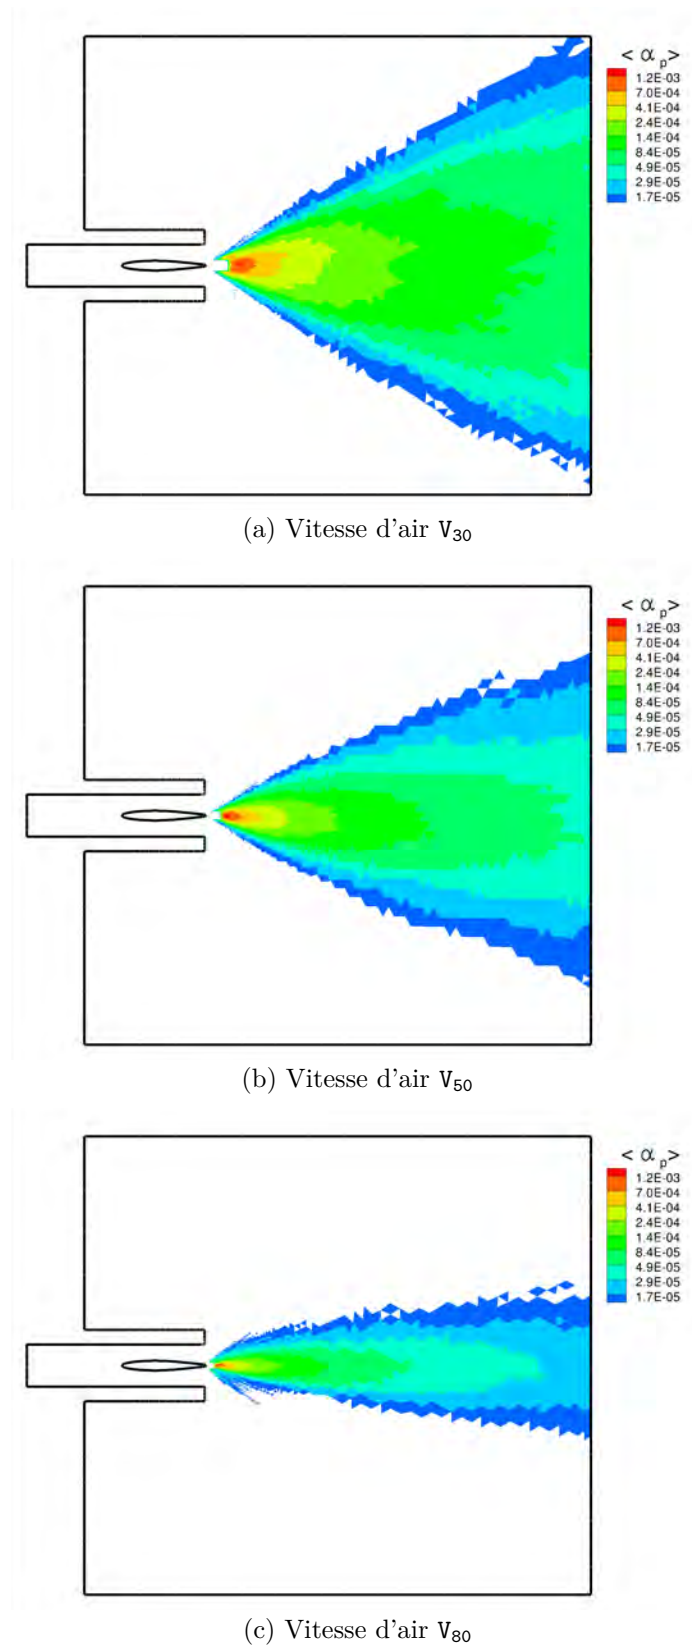 < α p >
1.2E-03
7.0E-04
4.1E-04
2.4E-04
1.4E-04
8.4E-05
4.9E-05
2.9E-05
1.7E-05
(a) Vitesse d'air V30
< α p >
1.2E-03
7.0E-04
4.1E-04
2.4E-04
1.4E-04
8.4E-05
4.9E-05
2.9E-05
1.7E-05
(b) Vitesse d'air V50
< α p >
1.2E-03
7.0E-04
4.1E-04
2.4E-04
1.4E-04
8.4E-05
4.9E-05
2.9E-05
1.7E-05
(c) Vitesse d'air V80